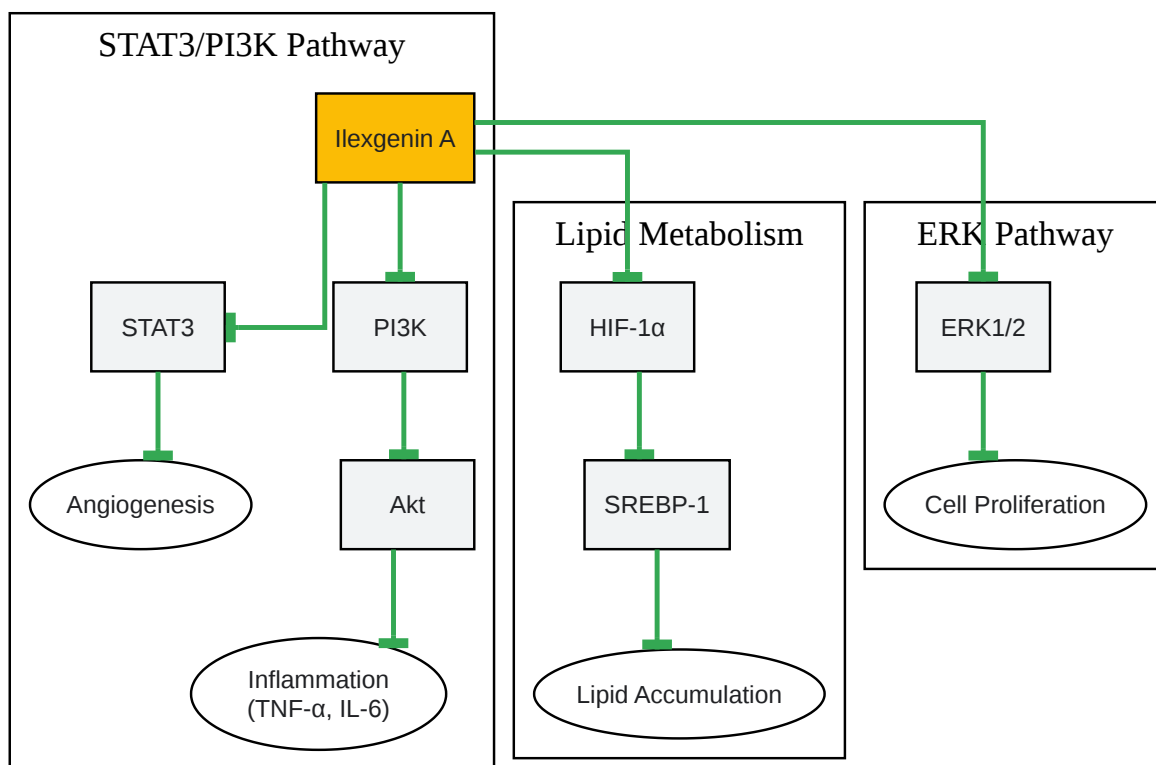 STAT3/PI3K Pathway
Ilexgenin A
Lipid Metabolism
ERK Pathway
STAT3
PI3K
HIF-1α
ERK1/2
Angiogenesis
Akt
SREBP-1
Cell Proliferation
Inflammation
(TNF-α, IL-6)
Lipid Accumulation